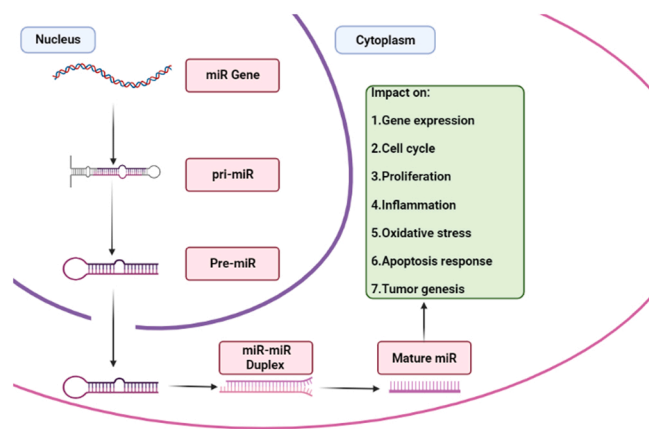 Nucleus
Cytoplasm
miR Gene
pri-miR
Pre-miR
miR-miR
Duplex
Mature miR
Impact on:
1.Gene expression
2.Cell cycle
3.Proliferation
4.Inflammation
5.Oxidative stress
6.Apoptosis response
7.Tumor genesis